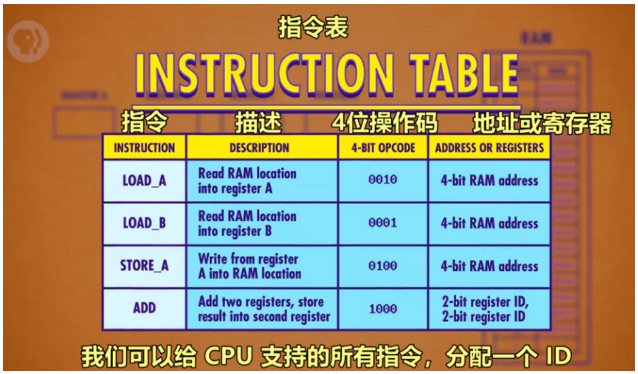 指令表
RAM
INSTRUCTION TABLE
指令 描述 4位操作码 地址或寄存器
INSTRUCTION DESCRIPTION 4-BIT OPCODE ADDRESS OR REGISTERS
LOAD_A Read RAM location into register A 0010 4-bit RAM address
LOAD_B Read RAM location into register B 0001 4-bit RAM address
STORE_A Write from register A into RAM location 0100 4-bit RAM address
ADD Add two registers, store result into second register 1000 2-bit register ID, 2-bit register ID
我们可以给 CPU 支持的所有指令，分配一个 ID